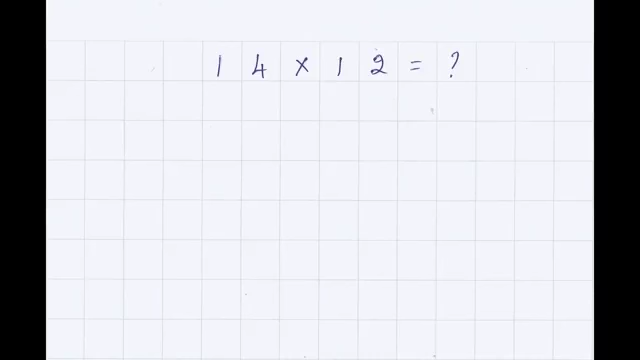 14 × 12 = ?